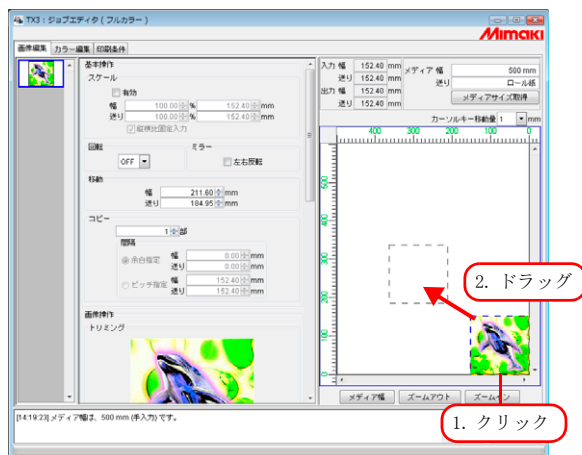 TX3 : ジョブエディタ ( フルカラー )
Mimaki
画像編集 カラー編集 印刷条件
基本操作
スケール
有効
幅 100.00 % 152.40 mm
送り 100.00 % 152.40 mm
縦横比固定入力
回転 ミラー
OFF 左右反転
移動
幅 211.60 mm
送り 184.95 mm
コピー
1 部
間隔
余白指定 幅 0.00 mm
送り 0.00 mm
ピッチ指定 幅 152.40 mm
送り 152.40 mm
画像操作
トリミング
入力 幅 152.40 mm
送り 152.40 mm
出力 幅 152.40 mm
送り 152.40 mm
メディア 幅 500 mm
送り ロール紙
メディアサイズ取得
カーソルキー移動量 1 mm
400 300 200 100 0
2. ドラッグ
メディア幅 ズームアウト ズームイン
1. クリック
[14:19:23] メディア幅は、500 mm (手入力) です。